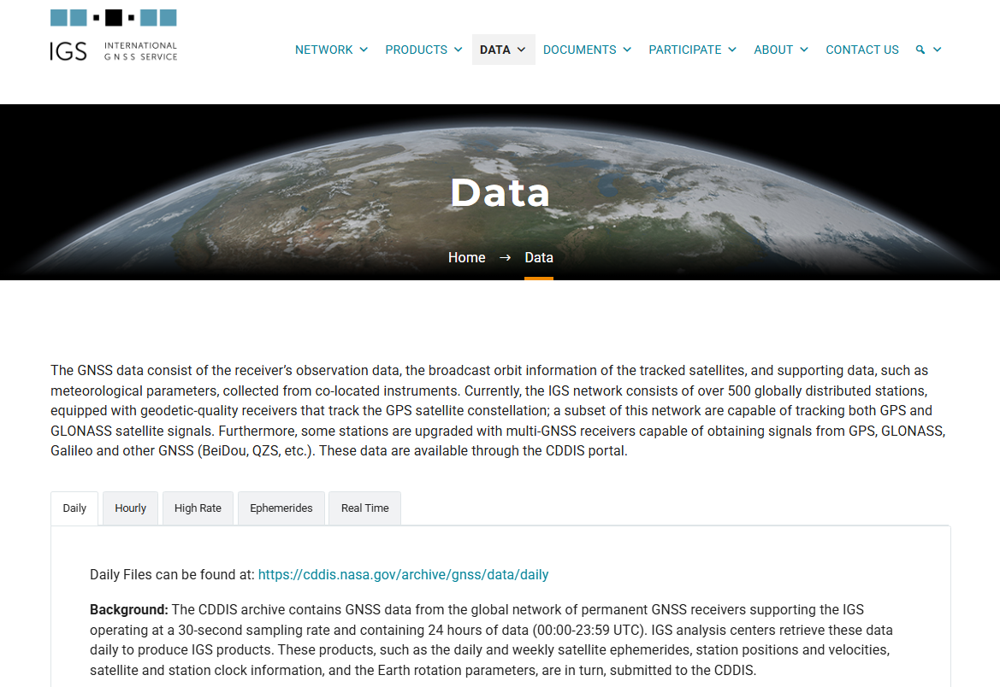 IGS INTERNATIONAL
GNSS SERVICE
NETWORK PRODUCTS DATA DOCUMENTS PARTICIPATE ABOUT CONTACT US
Data
Home → Data
The GNSS data consist of the receiver’s observation data, the broadcast orbit information of the tracked satellites, and supporting data, such as
meteorological parameters, collected from co-located instruments. Currently, the IGS network consists of over 500 globally distributed stations,
equipped with geodetic-quality receivers that track the GPS satellite constellation; a subset of this network are capable of tracking both GPS and
GLONASS satellite signals. Furthermore, some stations are upgraded with multi-GNSS receivers capable of obtaining signals from GPS, GLONASS,
Galileo and other GNSS (BeiDou, QZS, etc.). These data are available through the CDDIS portal.
Daily Hourly High Rate Ephemerides Real Time
Daily Files can be found at: https://cddis.nasa.gov/archive/gnss/data/daily
Background: The CDDIS archive contains GNSS data from the global network of permanent GNSS receivers supporting the IGS
operating at a 30-second sampling rate and containing 24 hours of data (00:00-23:59 UTC). IGS analysis centers retrieve these data
daily to produce IGS products. These products, such as the daily and weekly satellite ephemerides, station positions and velocities,
satellite and station clock information, and the Earth rotation parameters, are in turn, submitted to the CDDIS.